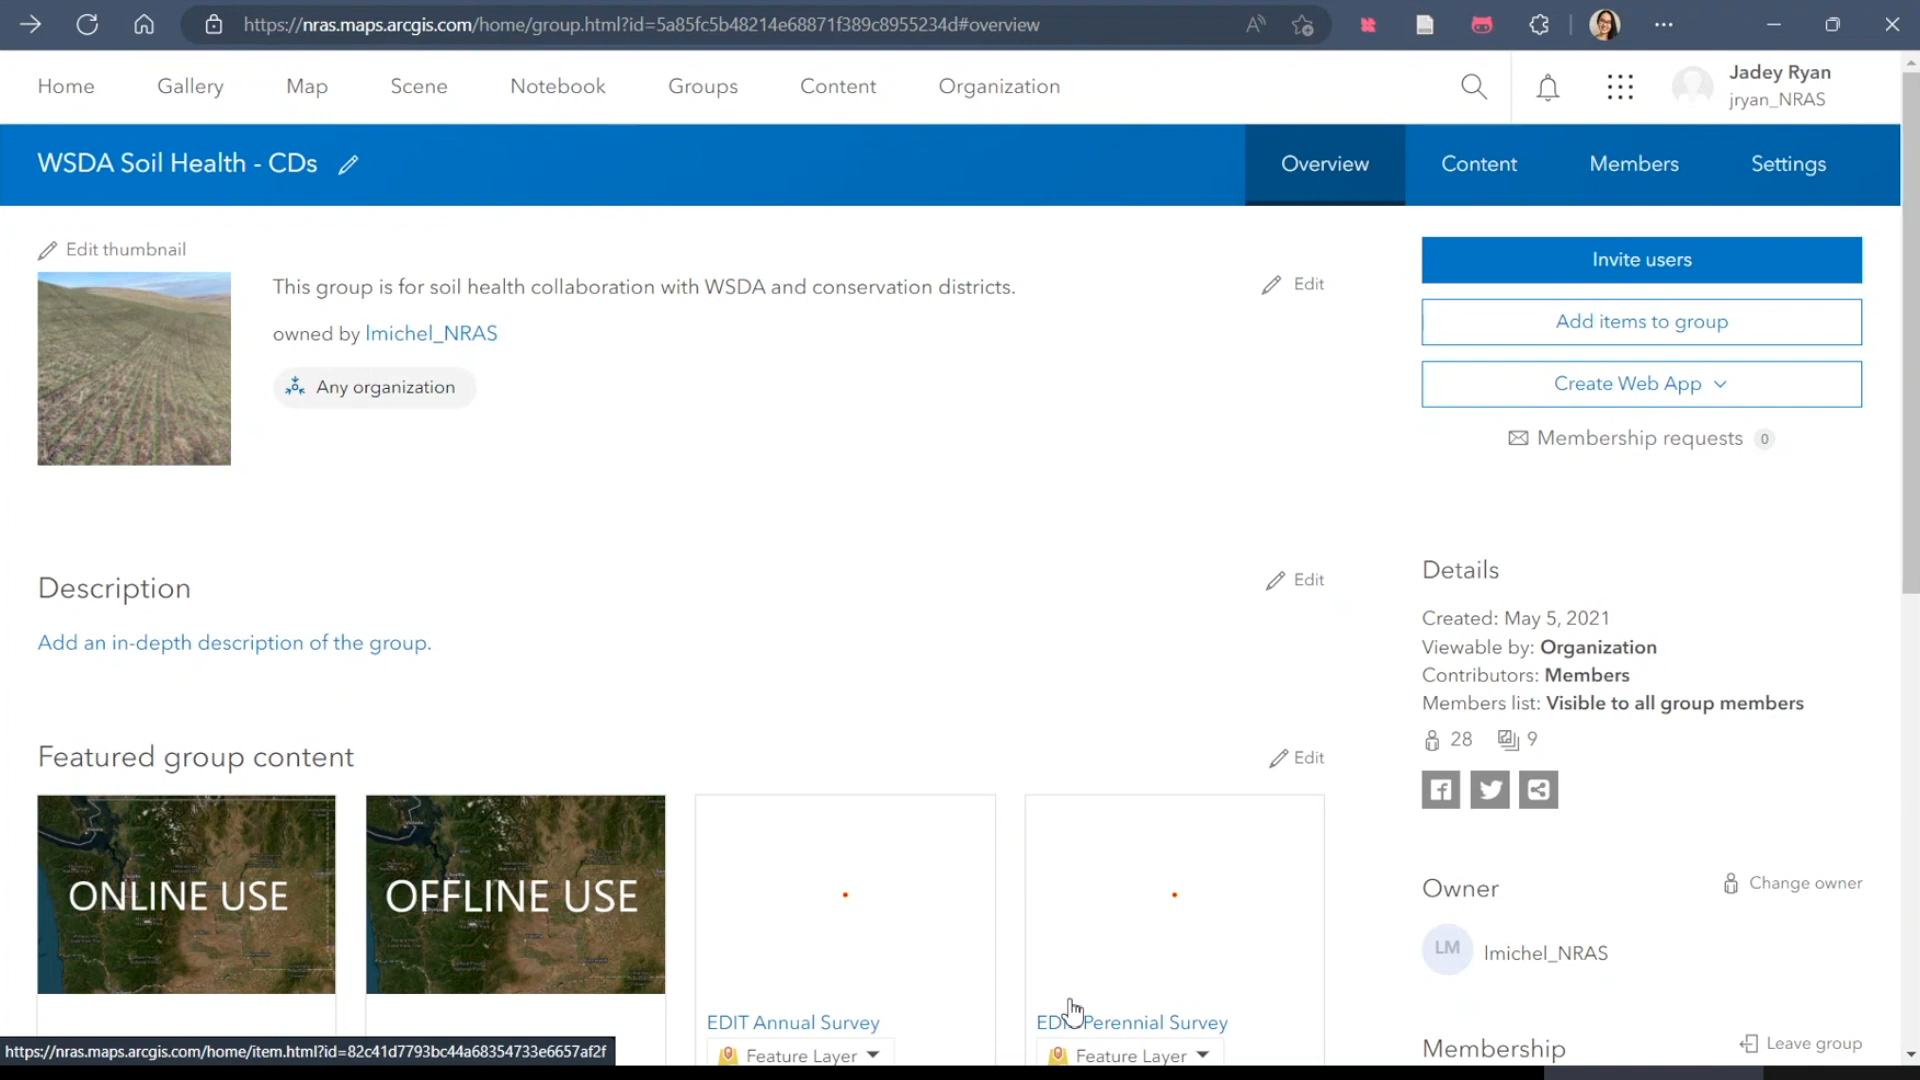 https://nras.maps.arcgis.com/home/group.html?id=5a85fc5b48214e68871f389c8955234d#overview
Home Gallery Map Scene Notebook Groups Content Organization
Jadey Ryan
jryan_NRAS
WSDA Soil Health - CDs
Overview Content Members Settings
Edit thumbnail
This group is for soil health collaboration with WSDA and conservation districts.
Edit
owned by lmichel_NRAS
Any organization
Invite users
Add items to group
Create Web App
Membership requests 0
Description
Edit
Add an in-depth description of the group.
Details
Created: May 5, 2021
Viewable by: Organization
Contributors: Members
Members list: Visible to all group members
28 9
Featured group content
Edit
ONLINE USE
OFFLINE USE
EDIT Annual Survey
Feature Layer
EDIT Perennial Survey
Feature Layer
Owner
Change owner
LM
lmichel_NRAS
Membership
Leave group
https://nras.maps.arcgis.com/home/item.html?id=82c41d7793bc44a68354733e6657af2f